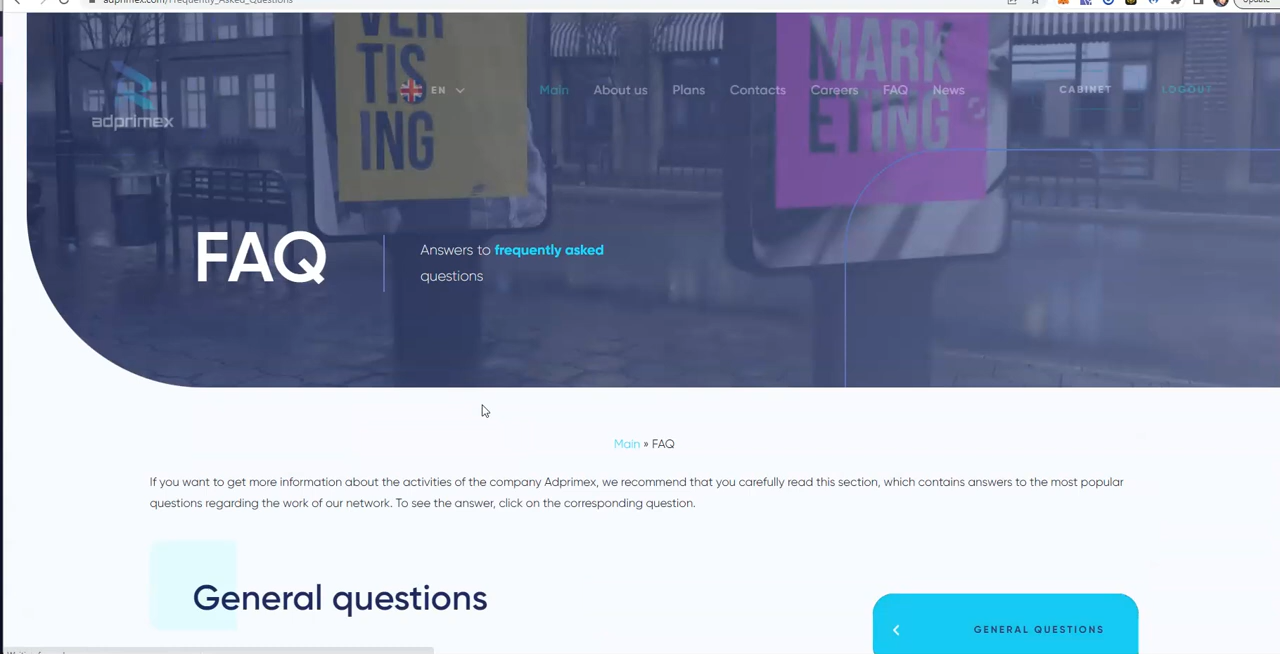 adprimex.com/Frequently_Asked_Questions
Update
VER
TIS
ING
MARK
ETING
adprimex
EN
Main
About us
Plans
Contacts
Careers
FAQ
News
CABINET
LOGOUT
FAQ
Answers to frequently asked
questions
Main » FAQ
If you want to get more information about the activities of the company Adprimex, we recommend that you carefully read this section, which contains answers to the most popular
questions regarding the work of our network. To see the answer, click on the corresponding question.
General questions
GENERAL QUESTIONS